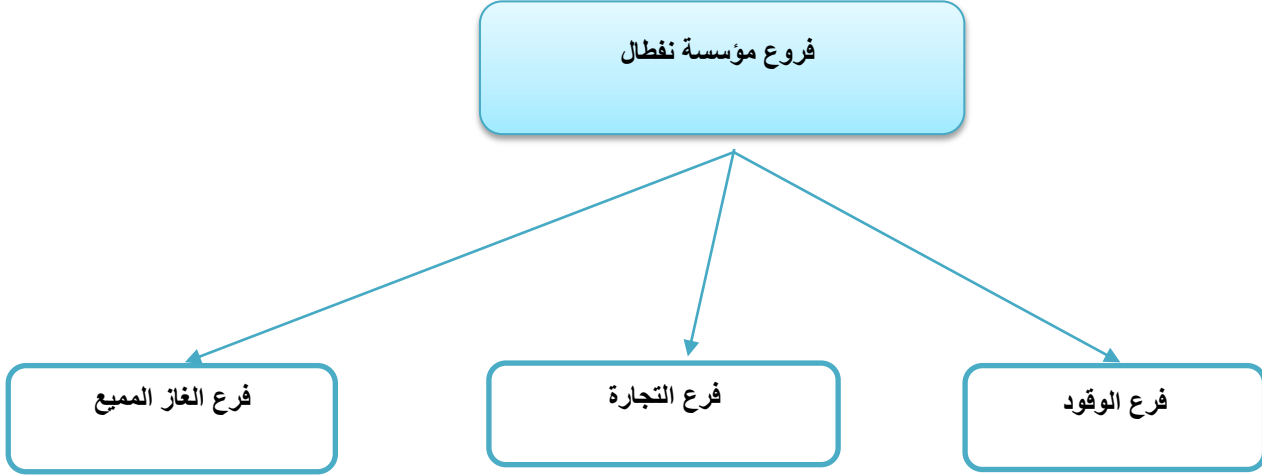 فروع مؤسسة نفطال
فرع الوقود
فرع التجارة
فرع الغاز المميع